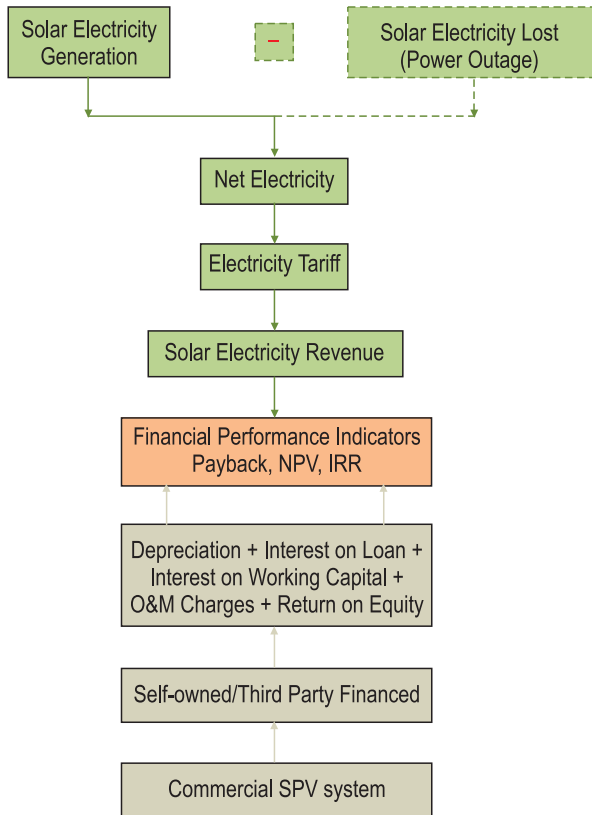 Solar Electricity
Generation
–
Solar Electricity Lost
(Power Outage)
Net Electricity
Electricity Tariff
Solar Electricity Revenue
Financial Performance Indicators
Payback, NPV, IRR
Depreciation + Interest on Loan +
Interest on Working Capital +
O&M Charges + Return on Equity
Self-owned/Third Party Financed
Commercial SPV system